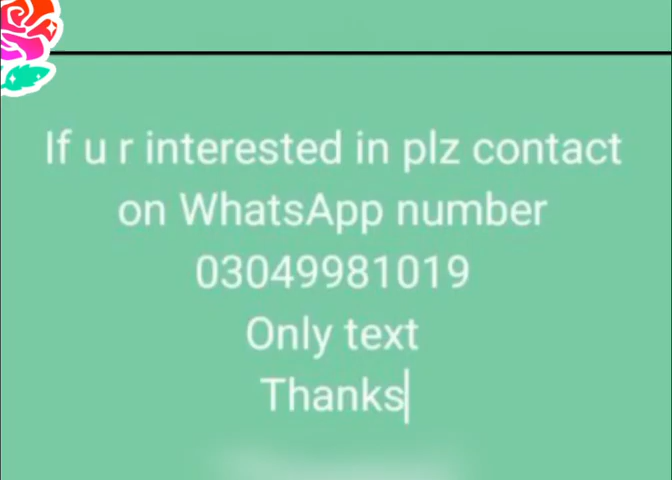 If u r interested in plz contact
on WhatsApp number
03049981019
Only text
Thanks